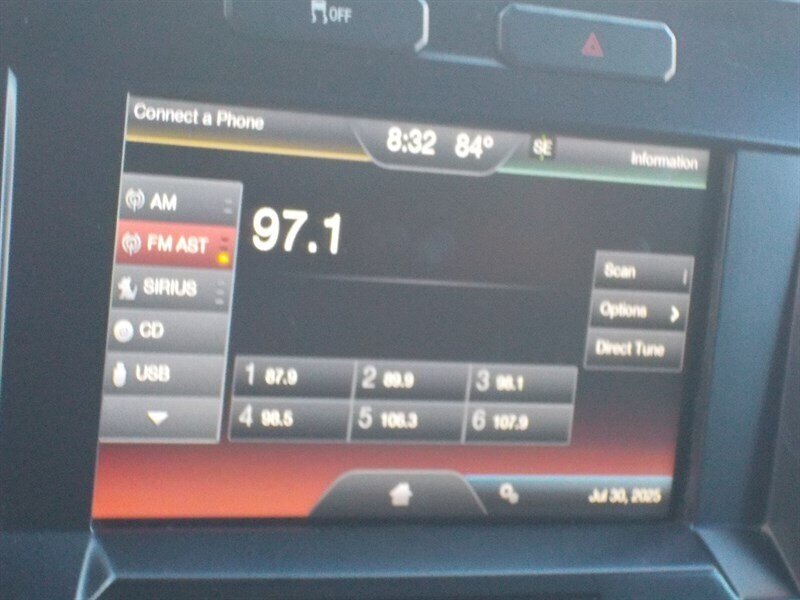 OFF
Connect a Phone
8:32 84° SE
Information
AM
FM AST
SIRIUS
CD
USB
97.1
Scan
Options
Direct Tune
1 87.9 2 89.9 3 98.1
4 98.5 5 106.3 6 107.9
Jul 30, 2025